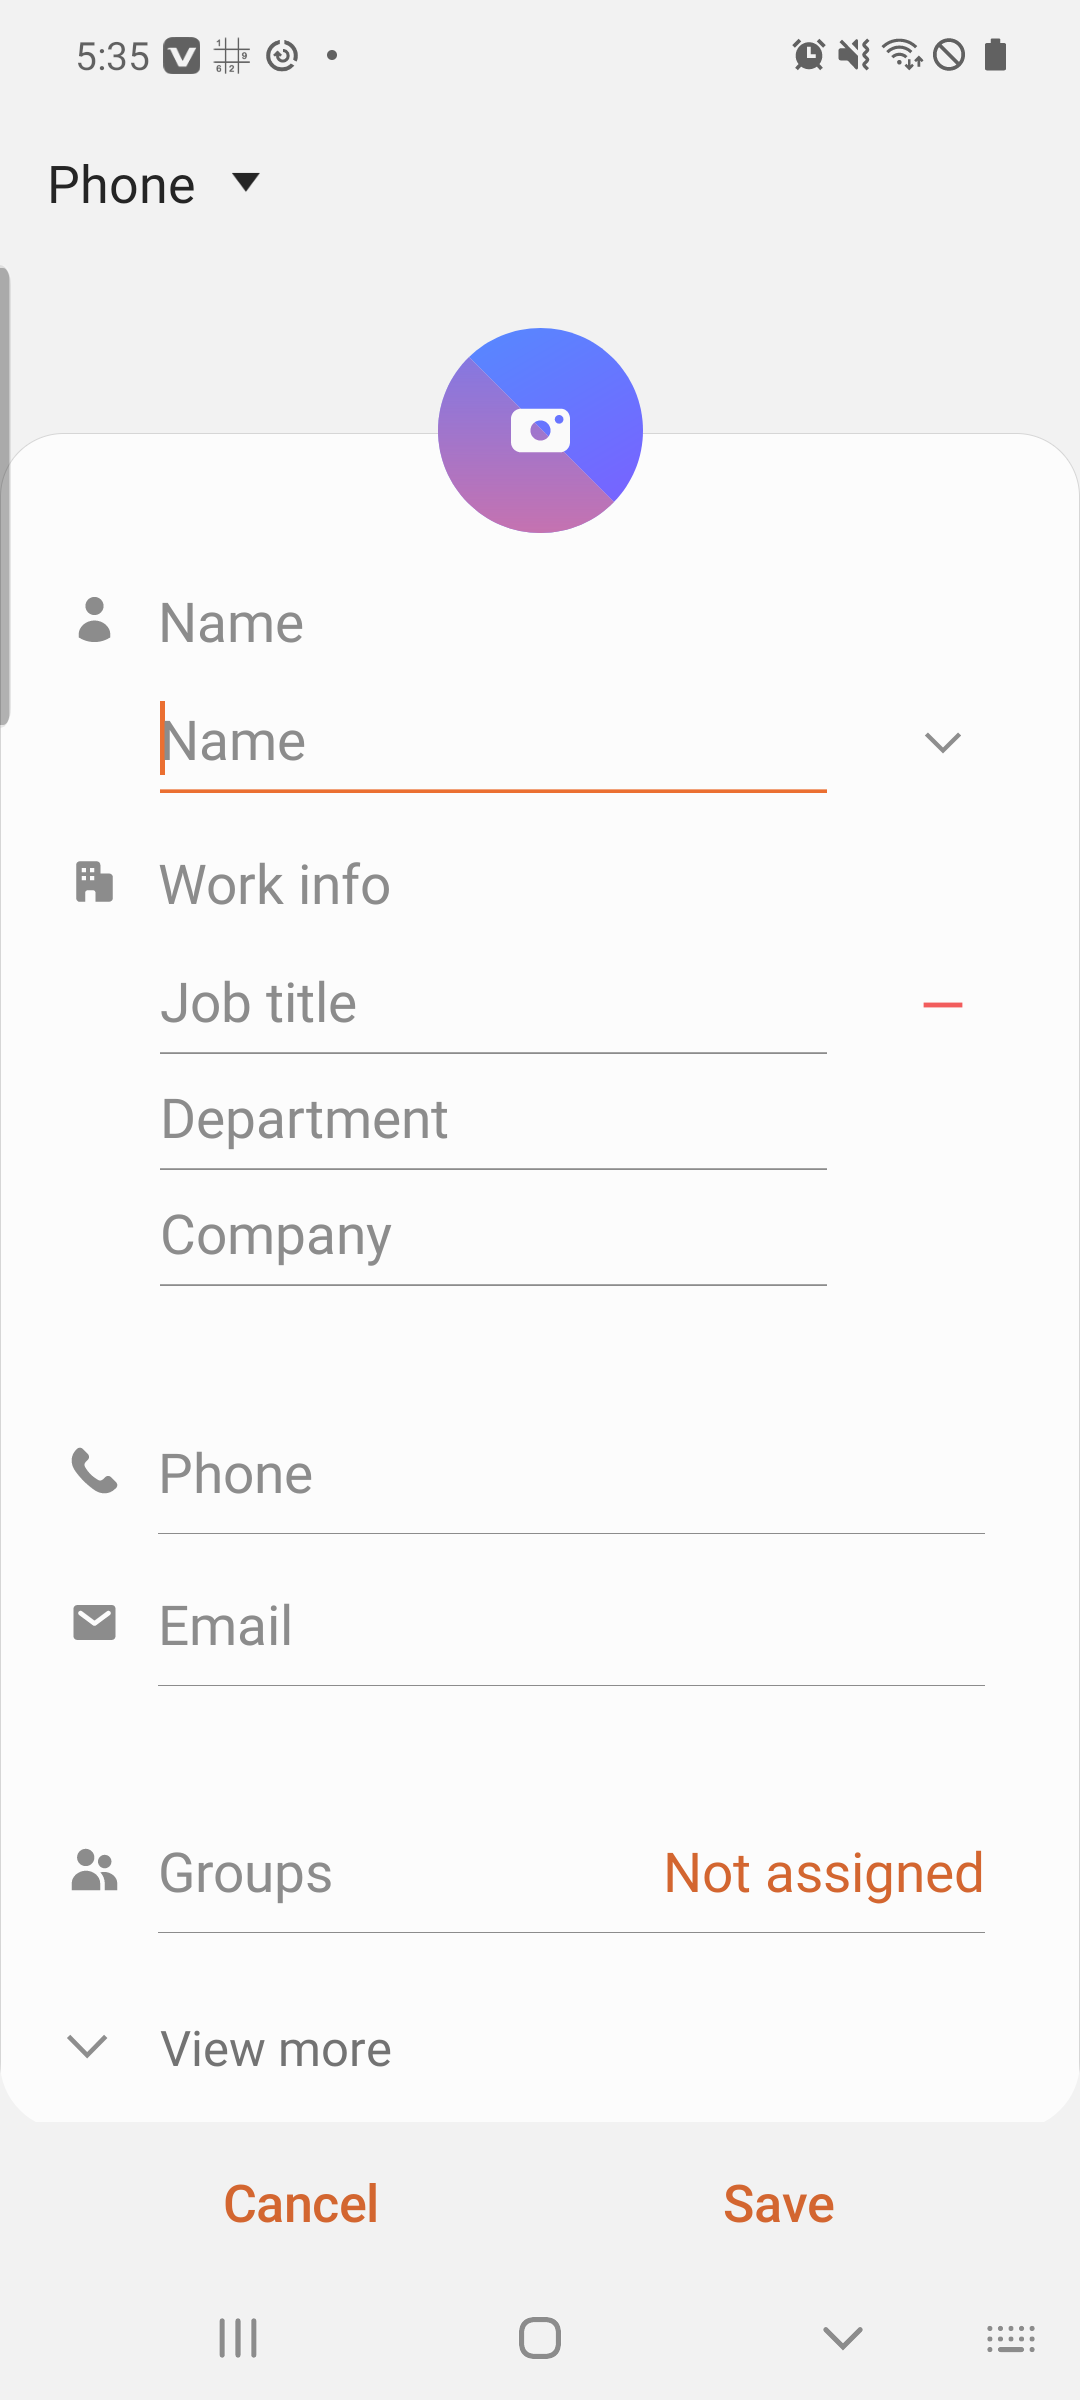 5:35
Phone
Name
Name
Work info
Job title
Department
Company
Phone
Email
Groups Not assigned
View more
Cancel Save